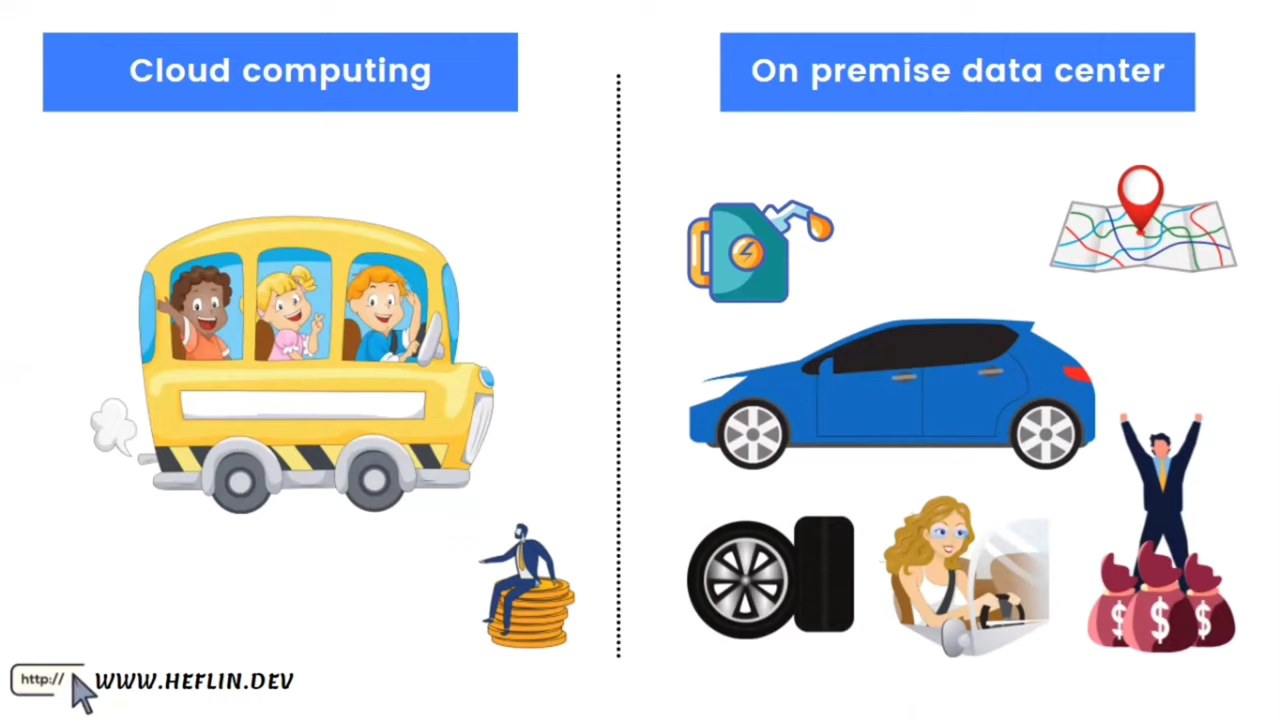 Cloud computing
On premise data center
$ $ $
http://
WWW.HEFLIN.DEV